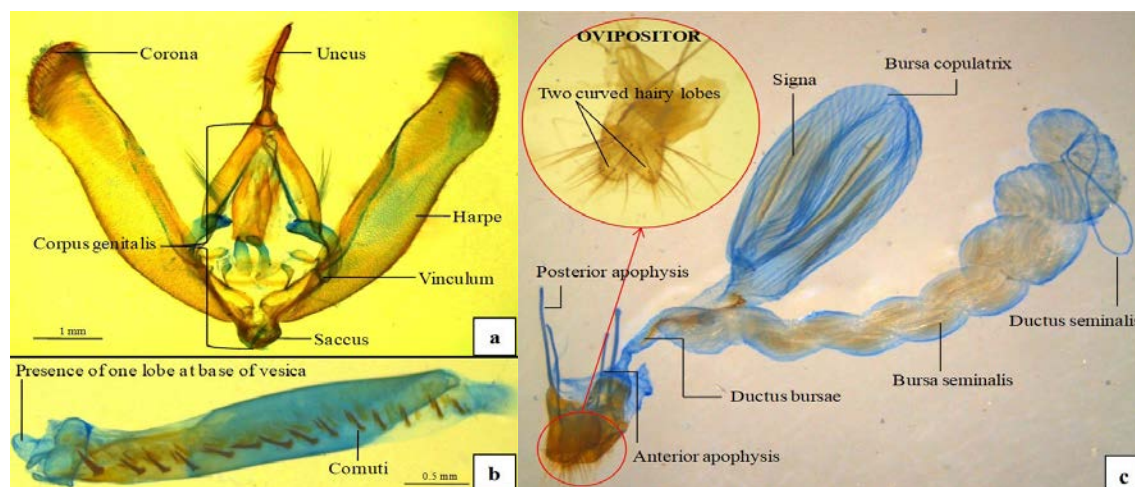 Corona
Uncus
Corpus genitalis
Harpe
Vinculum
Saccus
1 mm
a
Presence of one lobe at base of vesica
Cornuti
0.5 mm
b
OVIPOSITOR
Two curved hairy lobes
Signa
Bursa copulatrix
Posterior apophysis
Ductus seminalis
Bursa seminalis
Ductus bursae
Anterior apophysis
c